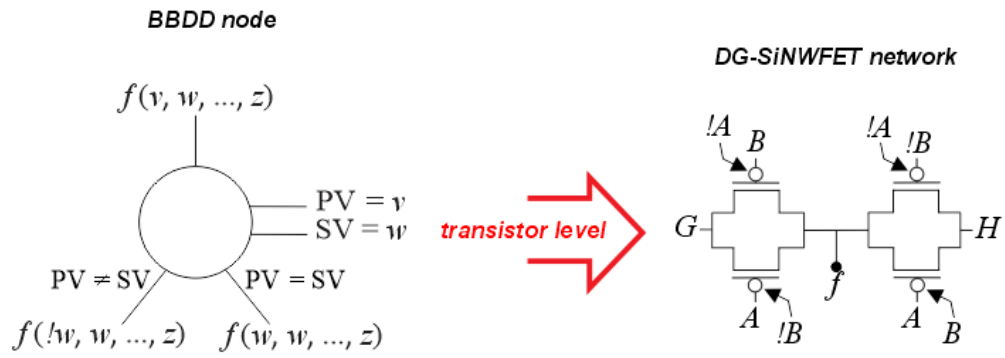 BBDD node
f(v, w, ..., z)
PV = v
SV = w
PV ≠ SV
PV = SV
f(!w, w, ..., z)
f(w, w, ..., z)
transistor level
DG-SiNWFET network
!A
B
!A
!B
G
H
f
A
!B
A
B